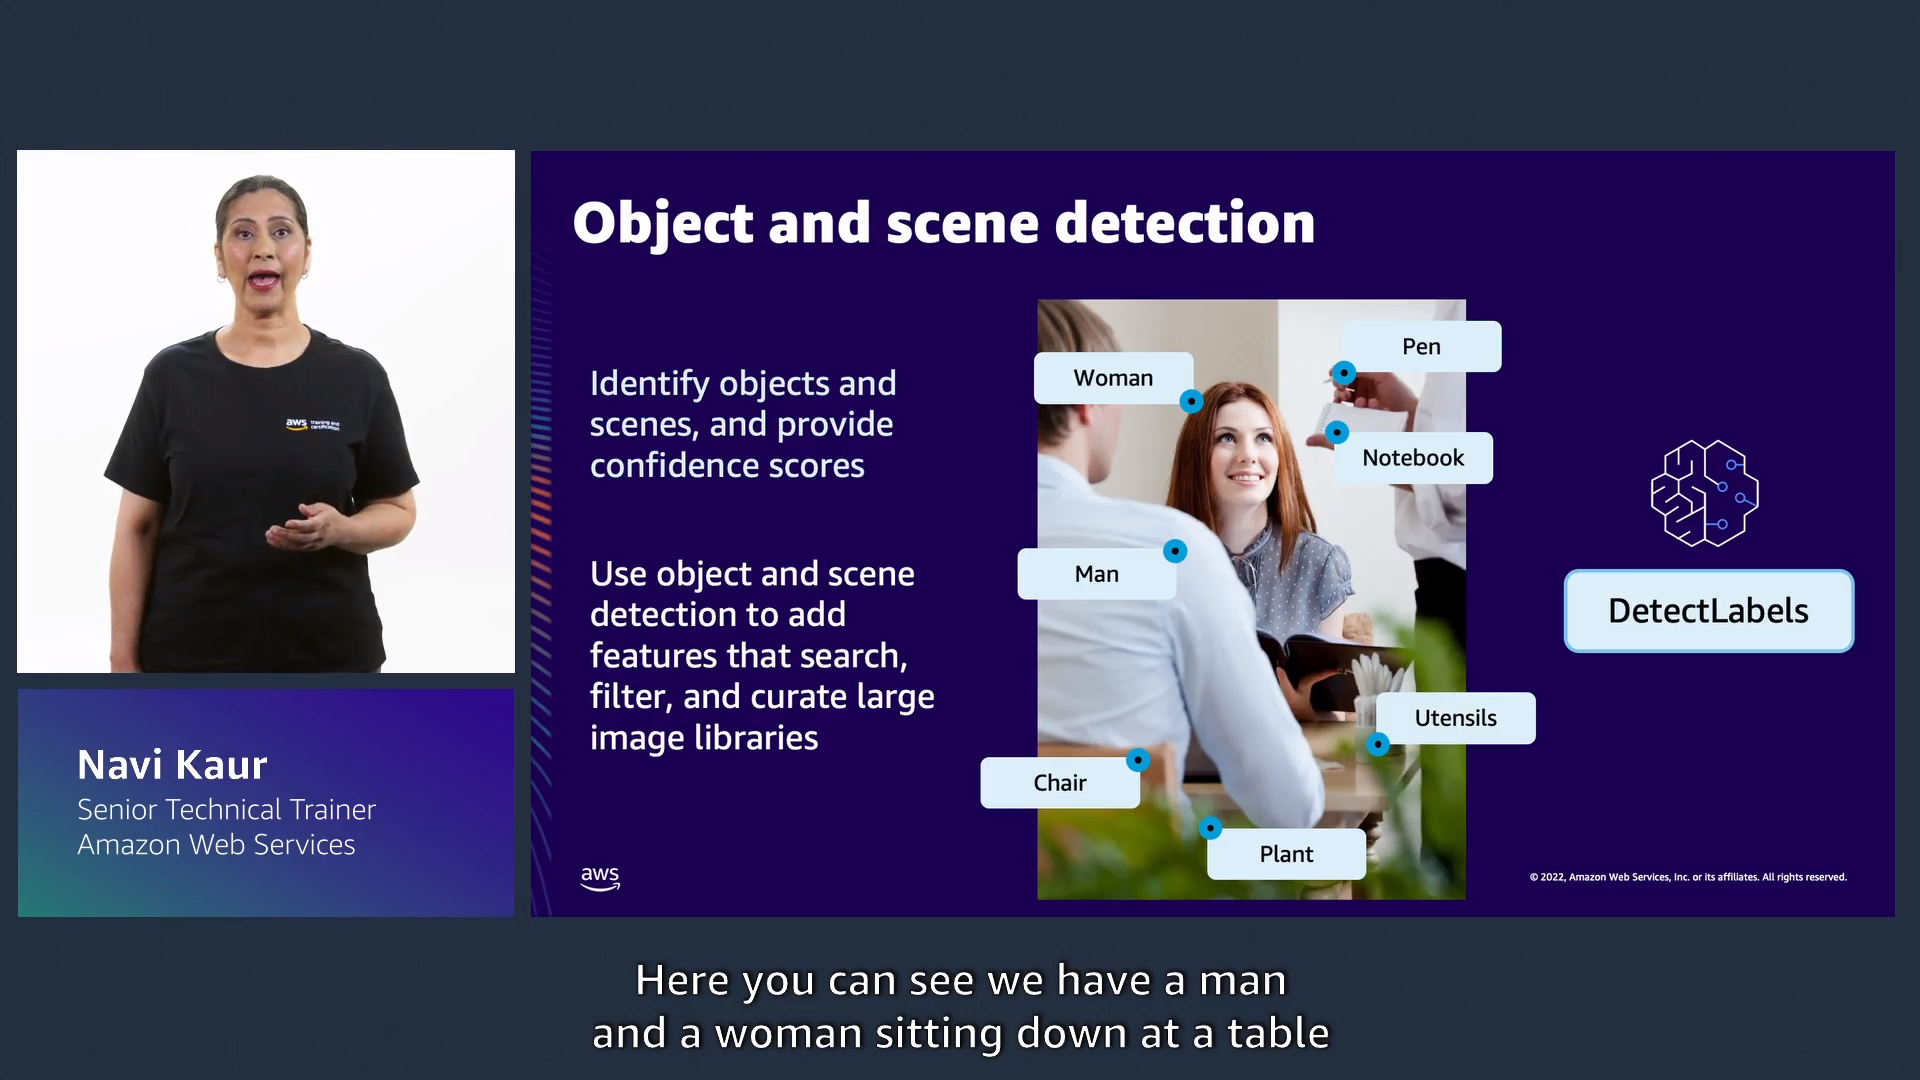 Object and scene detection
Identify objects and
scenes, and provide
confidence scores
Use object and scene
detection to add
features that search,
filter, and curate large
image libraries
Woman
Pen
Notebook
Man
Utensils
Chair
Plant
DetectLabels
aws
© 2022, Amazon Web Services, Inc. or its affiliates. All rights reserved.
aws training and
certification
Navi Kaur
Senior Technical Trainer
Amazon Web Services
Here you can see we have a man
and a woman sitting down at a table